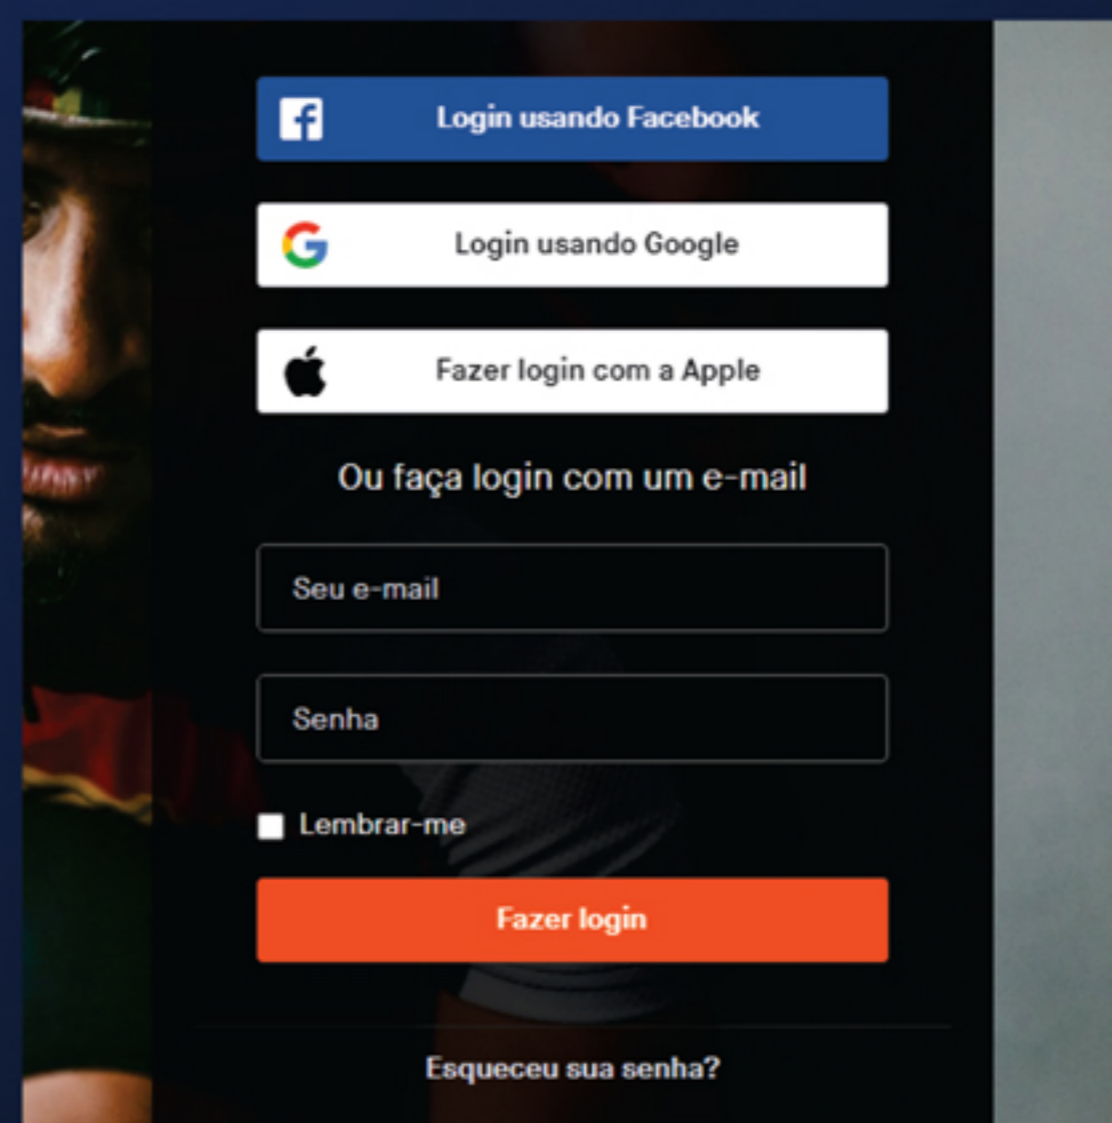 Login usando Facebook
Login usando Google
Fazer login com a Apple
Ou faça login com um e-mail
Seu e-mail
Senha
Lembrar-me
Fazer login
Esqueceu sua senha?